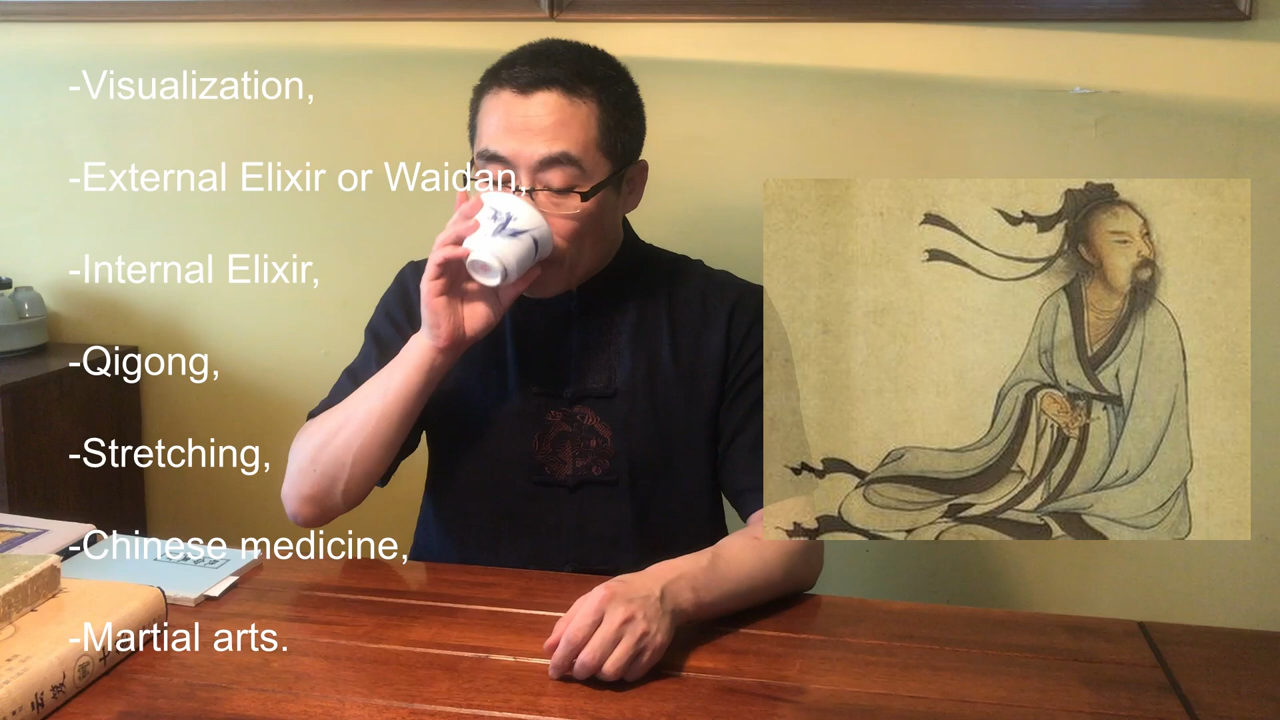 -Visualization,
-External Elixir or Waidan,
-Internal Elixir,
-Qigong,
-Stretching,
-Chinese medicine,
-Martial arts.